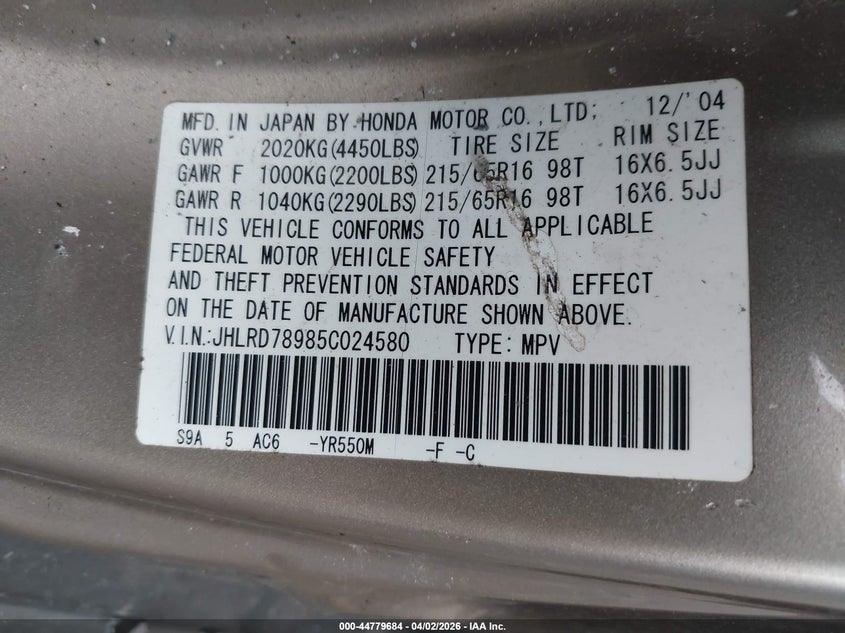 MFD. IN JAPAN BY HONDA MOTOR CO.,LTD; 12/'04
GVWR 2020KG(4450LBS) TIRE SIZE RIM SIZE
GAWR F 1000KG(2200LBS) 215/65R16 98T 16X6.5JJ
GAWR R 1040KG(2290LBS) 215/65R16 98T 16X6.5JJ
THIS VEHICLE CONFORMS TO ALL APPLICABLE
FEDERAL MOTOR VEHICLE SAFETY
AND THEFT PREVENTION STANDARDS IN EFFECT
ON THE DATE OF MANUFACTURE SHOWN ABOVE.
V.I.N.:JHLRD78985C024580 TYPE: MPV
S9A 5 AC6 -YR550M -F -C
000-44779684 | 04/02/2026 - IAA Inc.